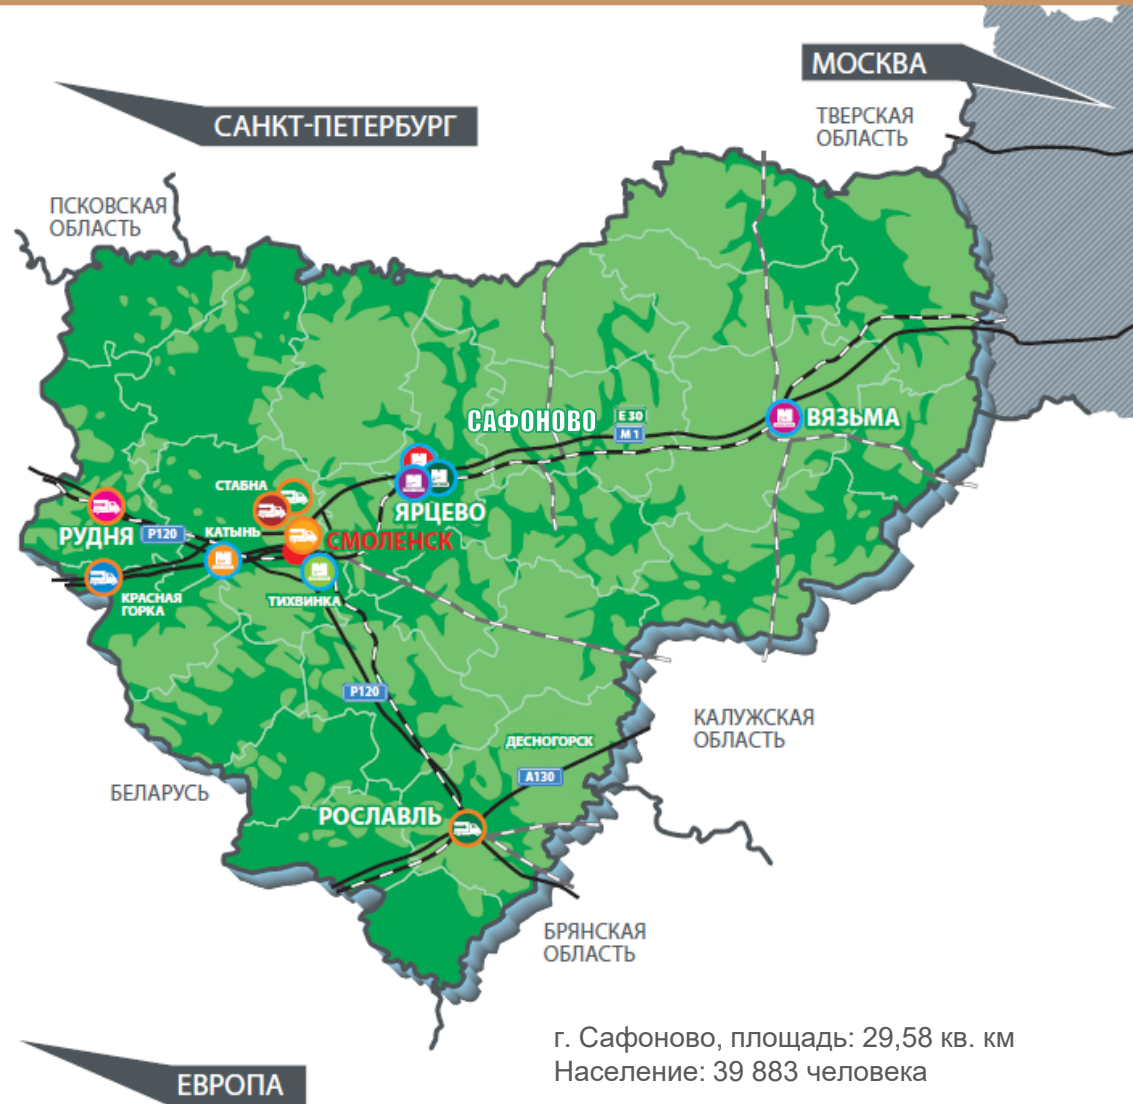 МОСКВА
САНКТ-ПЕТЕРБУРГ
ТВЕРСКАЯ
ОБЛАСТЬ
ПСКОВСКАЯ
ОБЛАСТЬ
САФОНОВО
E 30
M 1
ВЯЗЬМА
СТАБНА
ЯРЦЕВО
РУДНЯ
P120
КАТЫНЬ
СМОЛЕНСК
КРАСНАЯ
ГОРКА
ТИХВИНКА
P120
КАЛУЖСКАЯ
ОБЛАСТЬ
ДЕСНОГОРСК
A130
БЕЛАРУСЬ
РОСЛАВЛЬ
БРЯНСКАЯ
ОБЛАСТЬ
г. Сафоново, площадь: 29,58 кв. км
Население: 39 883 человека
ЕВРОПА